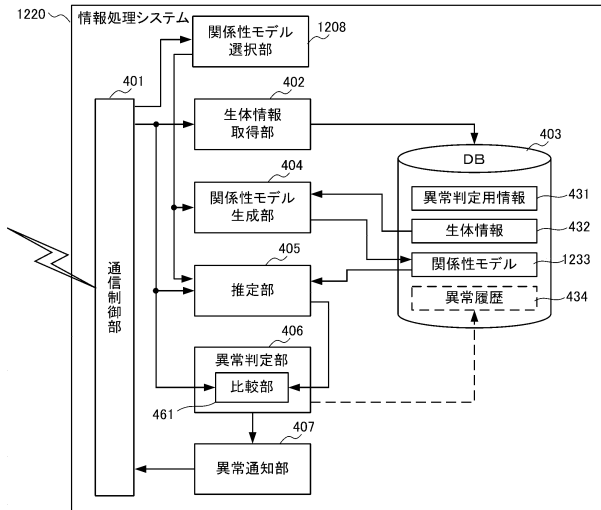 1220
情報処理システム
関係性モデル
選択部
1208
401
402
生体情報
取得部
403
DB
404
関係性モデル
生成部
異常判定用情報
431
生体情報
432
関係性モデル
1233
異常履歴
434
405
推定部
通信制御部
406
異常判定部
比較部
461
407
異常通知部